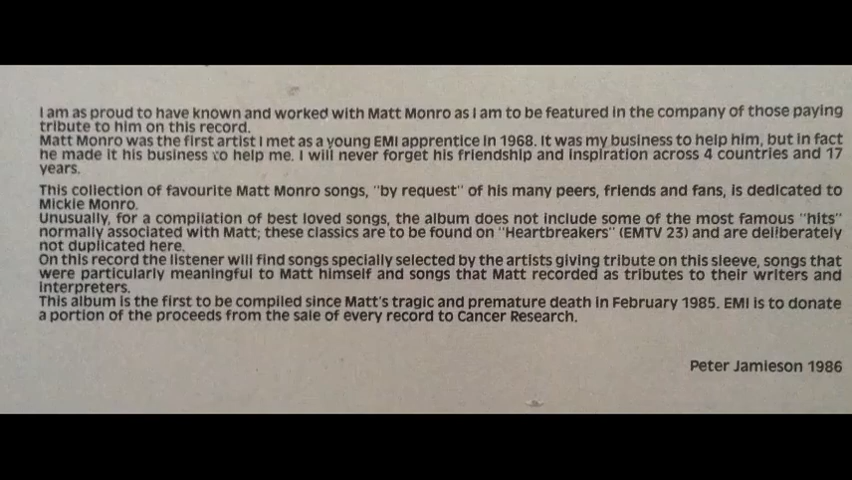 I am as proud to have known and worked with Matt Monro as I am to be featured in the company of those paying
tribute to him on this record.
Matt Monro was the first artist I met as a young EMI apprentice in 1968. It was my business to help him, but in fact
he made it his business to help me. I will never forget his friendship and inspiration across 4 countries and 17
years.
This collection of favourite Matt Monro songs, "by request" of his many peers, friends and fans, is dedicated to
Mickie Monro.
Unusually, for a compilation of best loved songs, the album does not include some of the most famous "hits"
normally associated with Matt; these classics are to be found on "Heartbreakers" (EMTV 23) and are deliberately
not duplicated here.
On this record the listener will find songs specially selected by the artists giving tribute on this sleeve, songs that
were particularly meaningful to Matt himself and songs that Matt recorded as tributes to their writers and
interpreters.
This album is the first to be compiled since Matt's tragic and premature death in February 1985. EMI is to donate
a portion of the proceeds from the sale of every record to Cancer Research.
Peter Jamieson 1986